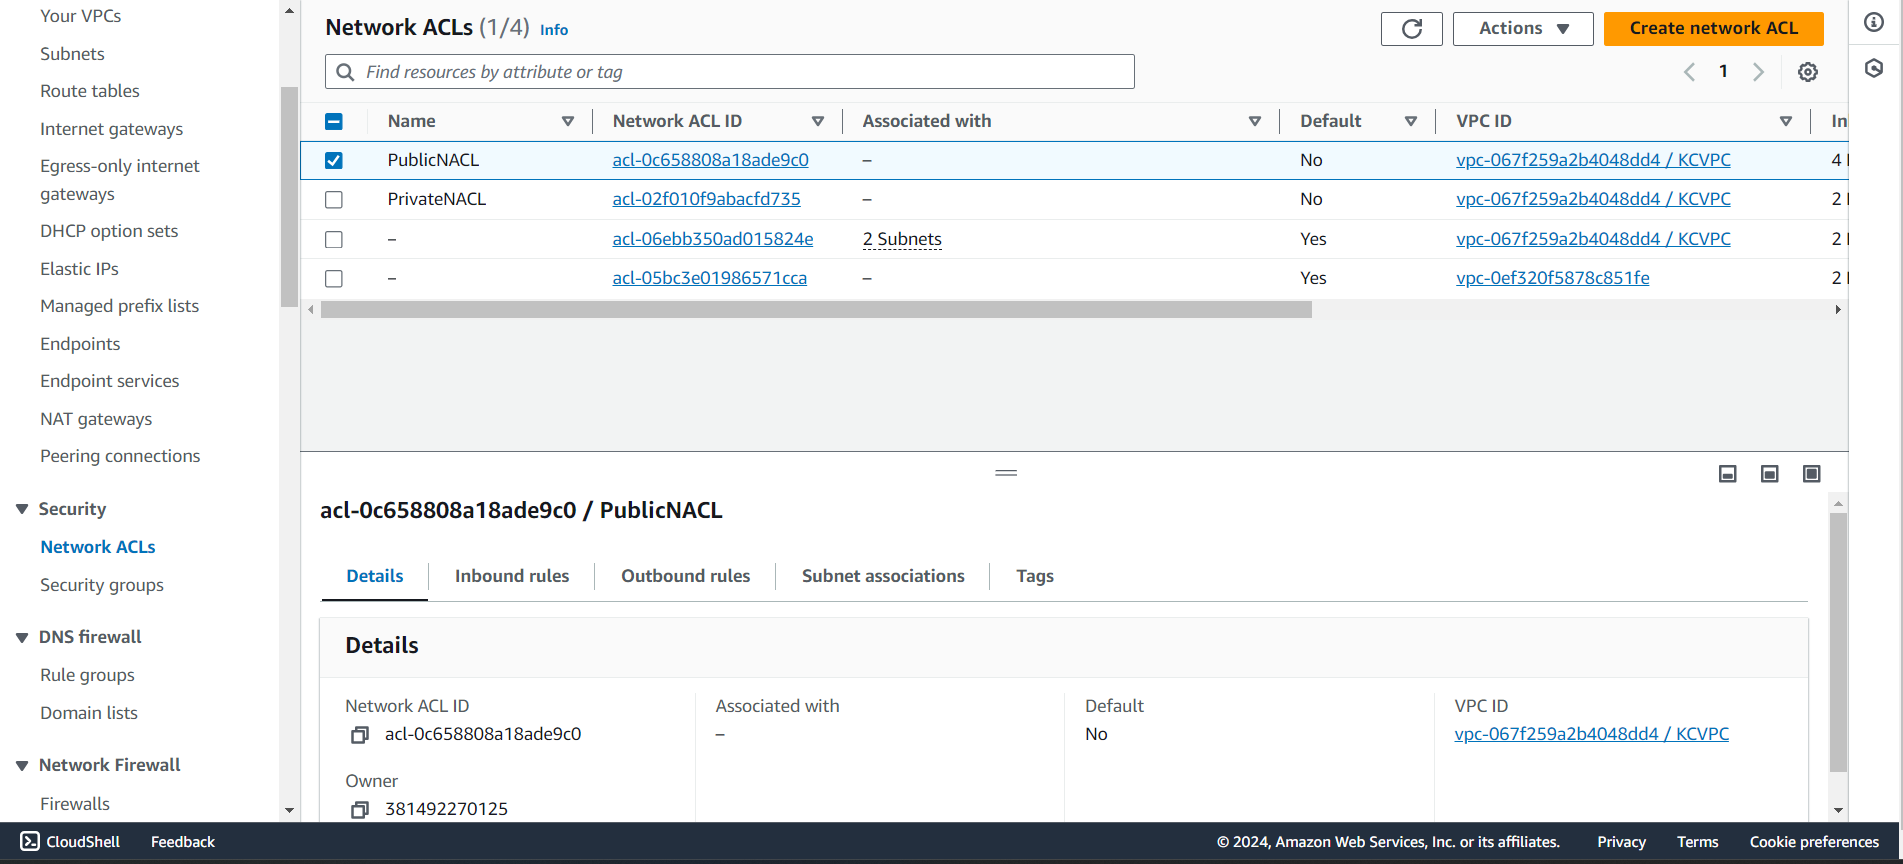 Your VPCs
Subnets
Route tables
Internet gateways
Egress-only internet
gateways
DHCP option sets
Elastic IPs
Managed prefix lists
Endpoints
Endpoint services
NAT gateways
Peering connections
Security
Network ACLs
Security groups
DNS firewall
Rule groups
Domain lists
Network Firewall
Firewalls
Network ACLs (1/4) Info
Actions
Create network ACL
Find resources by attribute or tag
1
Name Network ACL ID Associated with Default VPC ID In
PublicNACL acl-0c658808a18ade9c0 – No vpc-067f259a2b4048dd4 / KCVPC 4
PrivateNACL acl-02f010f9abacfd735 – No vpc-067f259a2b4048dd4 / KCVPC 2
– acl-06ebb350ad015824e 2 Subnets Yes vpc-067f259a2b4048dd4 / KCVPC 2
– acl-05bc3e01986571cca – Yes vpc-0ef320f5878c851fe 2
acl-0c658808a18ade9c0 / PublicNACL
Details Inbound rules Outbound rules Subnet associations Tags
Details
Network ACL ID Associated with Default VPC ID
acl-0c658808a18ade9c0 – No vpc-067f259a2b4048dd4 / KCVPC
Owner
381492270125
CloudShell Feedback © 2024, Amazon Web Services, Inc. or its affiliates. Privacy Terms Cookie preferences